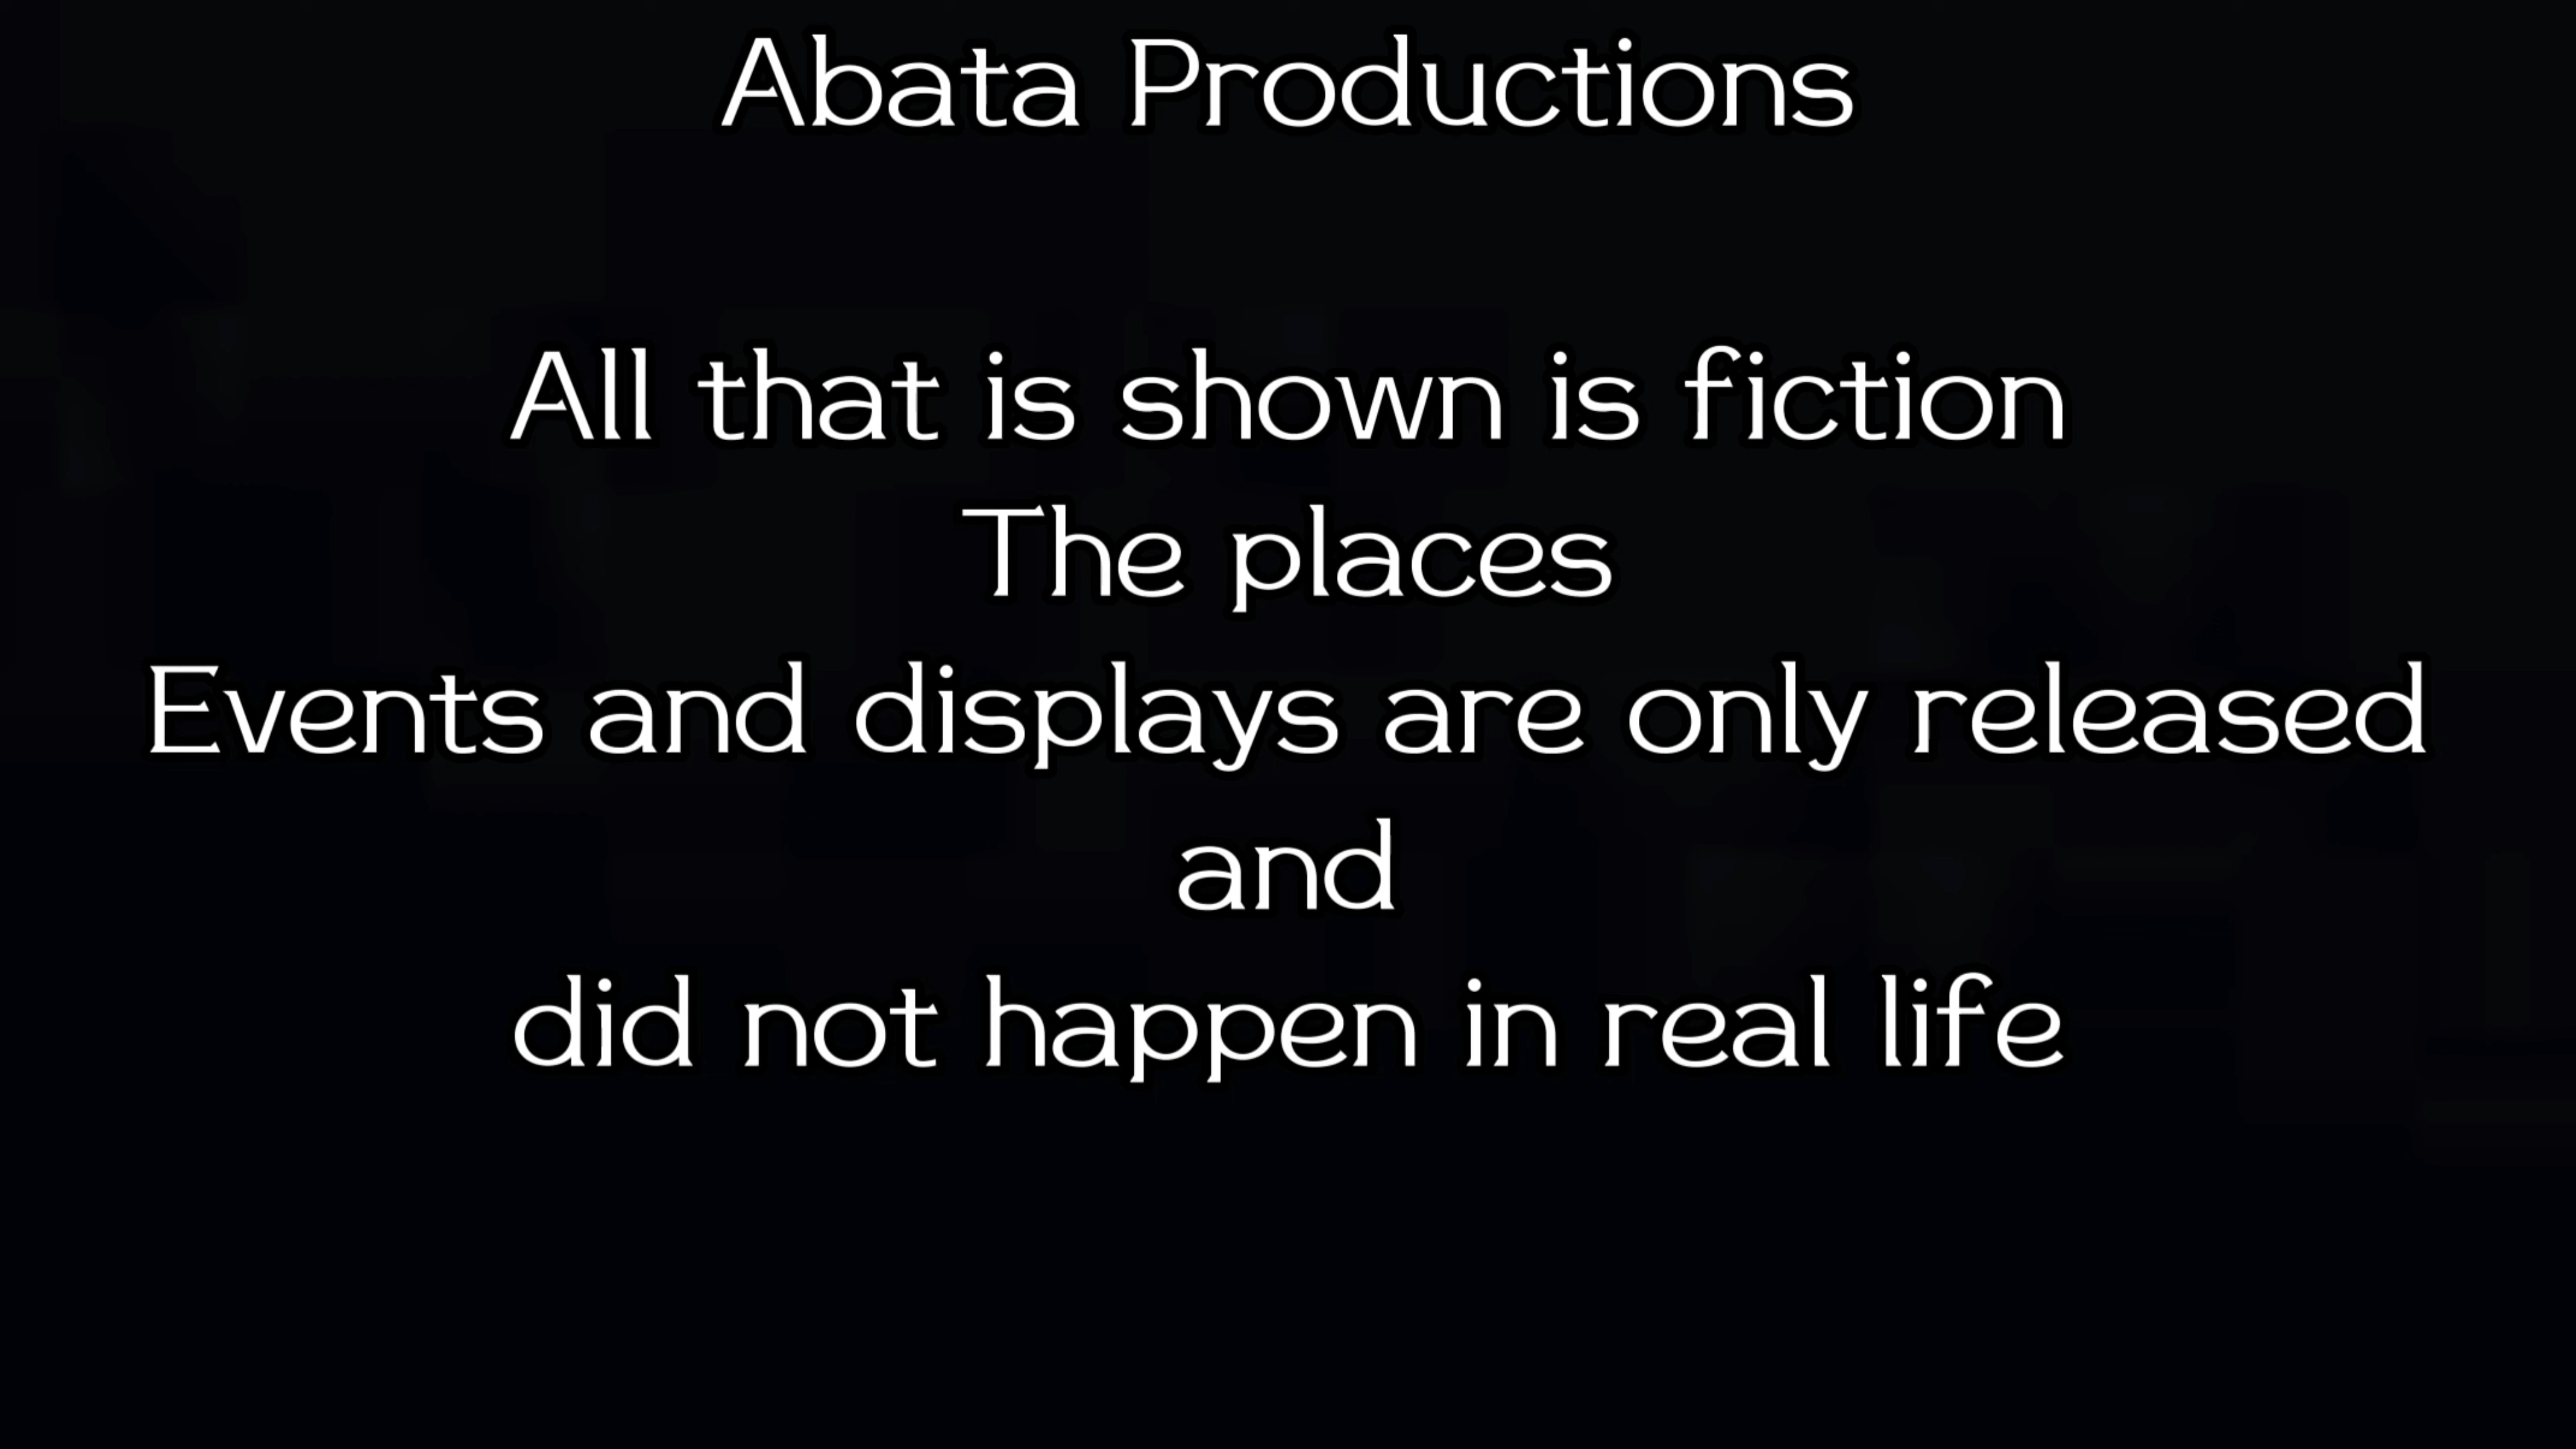 Abata Productions
All that is shown is fiction
The places
Events and displays are only released
and
did not happen in real life